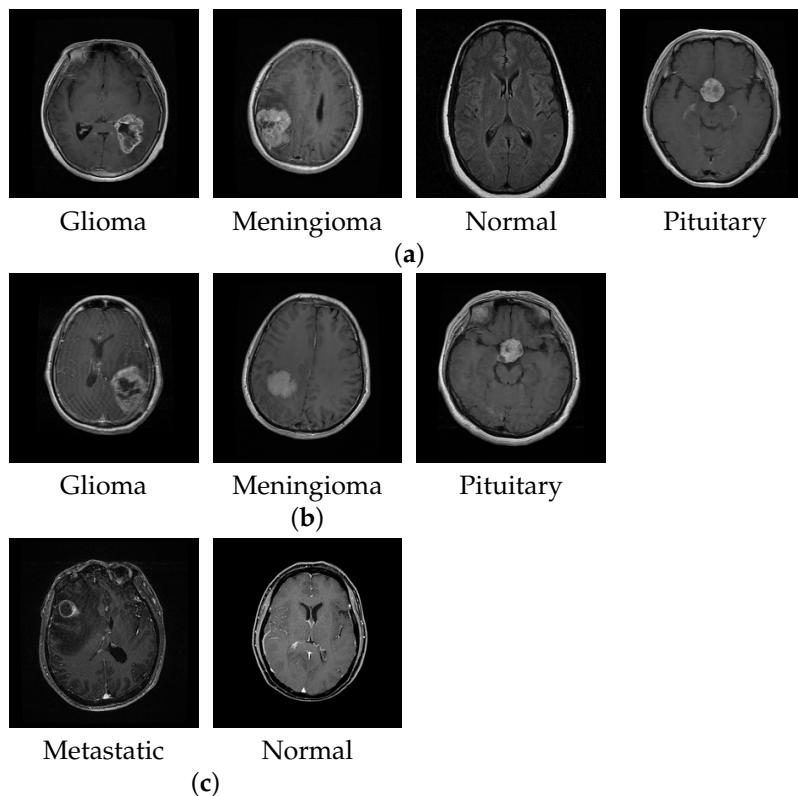 Glioma Meningioma Normal Pituitary
(a)
Glioma Meningioma Pituitary
(b)
Metastatic Normal
(c)